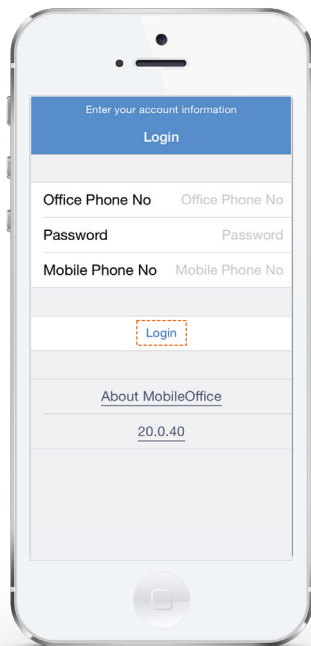 Enter your account information
Login
Office Phone No Office Phone No
Password Password
Mobile Phone No Mobile Phone No
Login
About MobileOffice
20.0.40